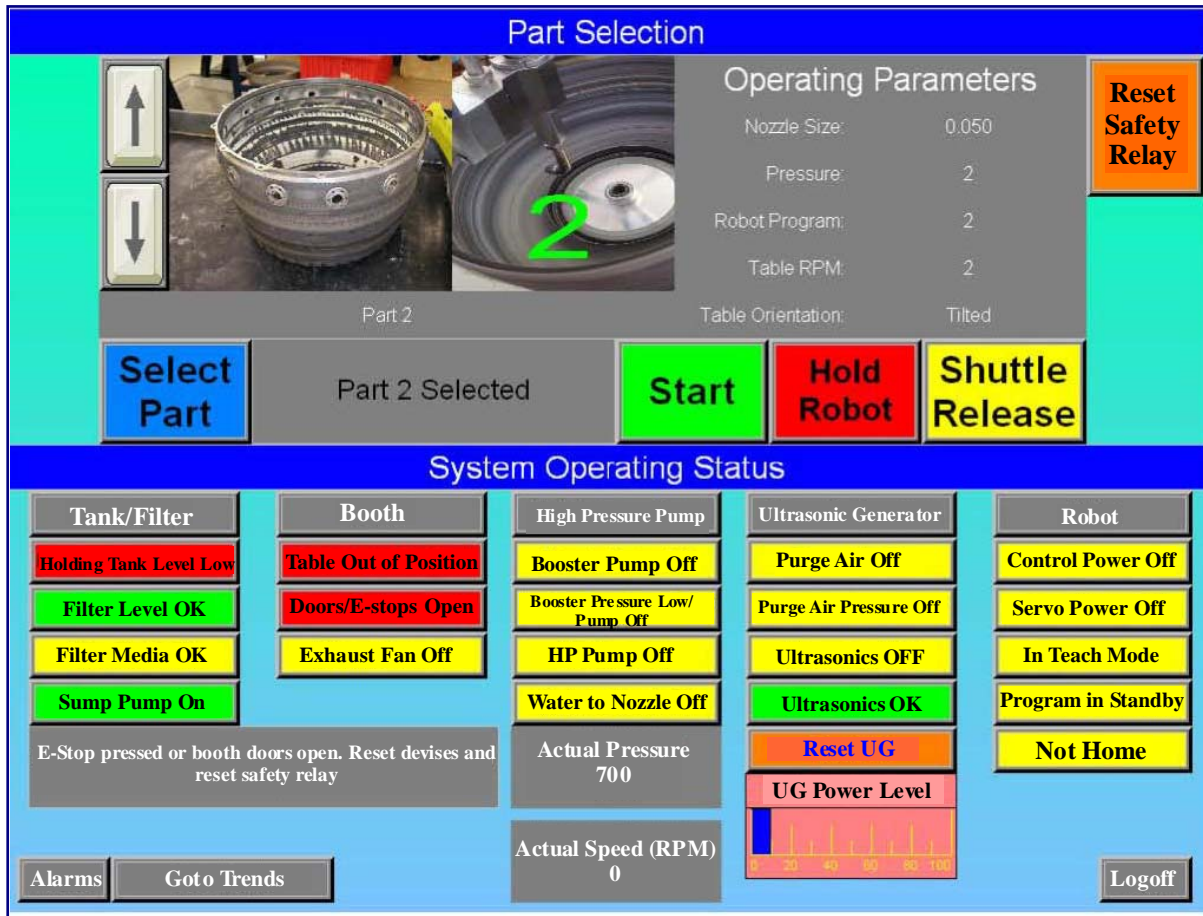 Part Selection
Operating Parameters
Nozzle Size: 0.050
Pressure: 2
Robot Program: 2
Table RPM: 2
Table Orientation: Tilted
Reset
Safety
Relay
2
Part 2
Select
Part
Part 2 Selected
Start
Hold
Robot
Shuttle
Release
System Operating Status
Tank/Filter
Holding Tank Level Low
Filter Level OK
Filter Media OK
Sump Pump On
Booth
Table Out of Position
Doors/E-stops Open
Exhaust Fan Off
High Pressure Pump
Booster Pump Off
Booster Pressure Low/
Pump Off
HP Pump Off
Water to Nozzle Off
Ultrasonic Generator
Purge Air Off
Purge Air Pressure Off
Ultrasonics OFF
Ultrasonics OK
Reset UG
UG Power Level
0 20 40 60 80 100
Robot
Control Power Off
Servo Power Off
In Teach Mode
Program in Standby
Not Home
E-Stop pressed or booth doors open. Reset devises and
reset safety relay
Actual Pressure
700
Actual Speed (RPM)
0
Alarms
Goto Trends
Logoff